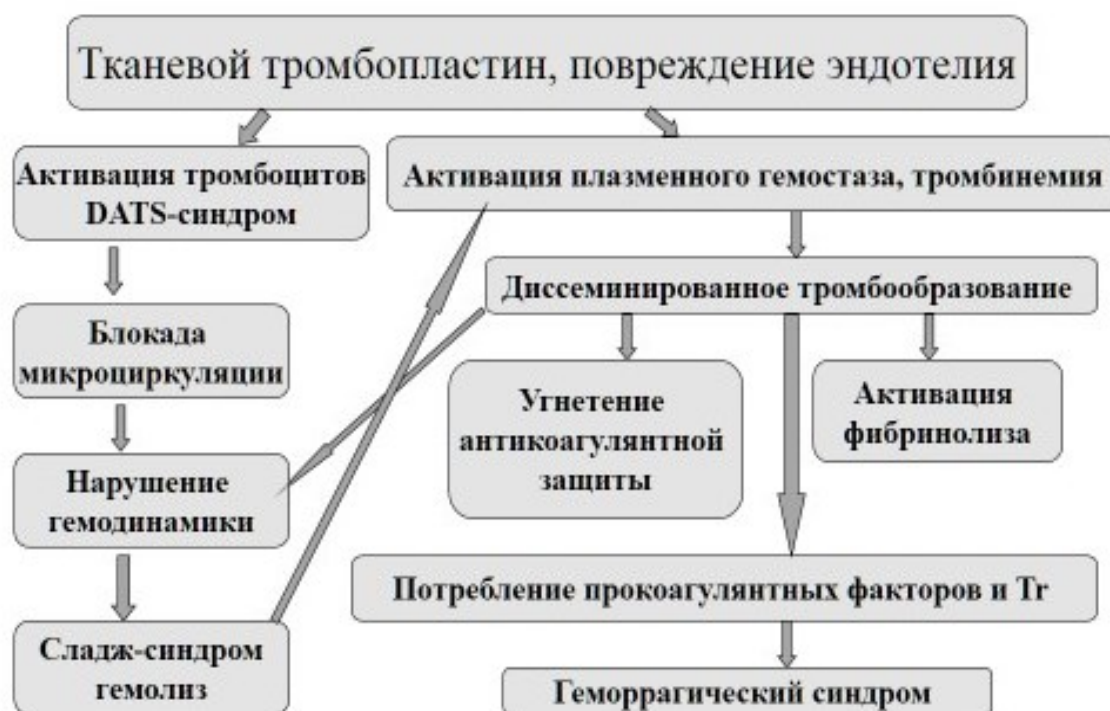 Тканевой тромбопластин, повреждение эндотелия
Активация тромбоцитов
DATS-синдром
Активация плазменного гемостаза, тромбинемия
Диссеминированное тромбообразование
Блокада
микроциркуляции
Угнетение
антикоагулянтной
защиты
Активация
фибринолиза
Нарушение
гемодинамики
Потребление прокоагулянтных факторов и Tr
Сладж-синдром
гемолиз
Геморрагический синдром